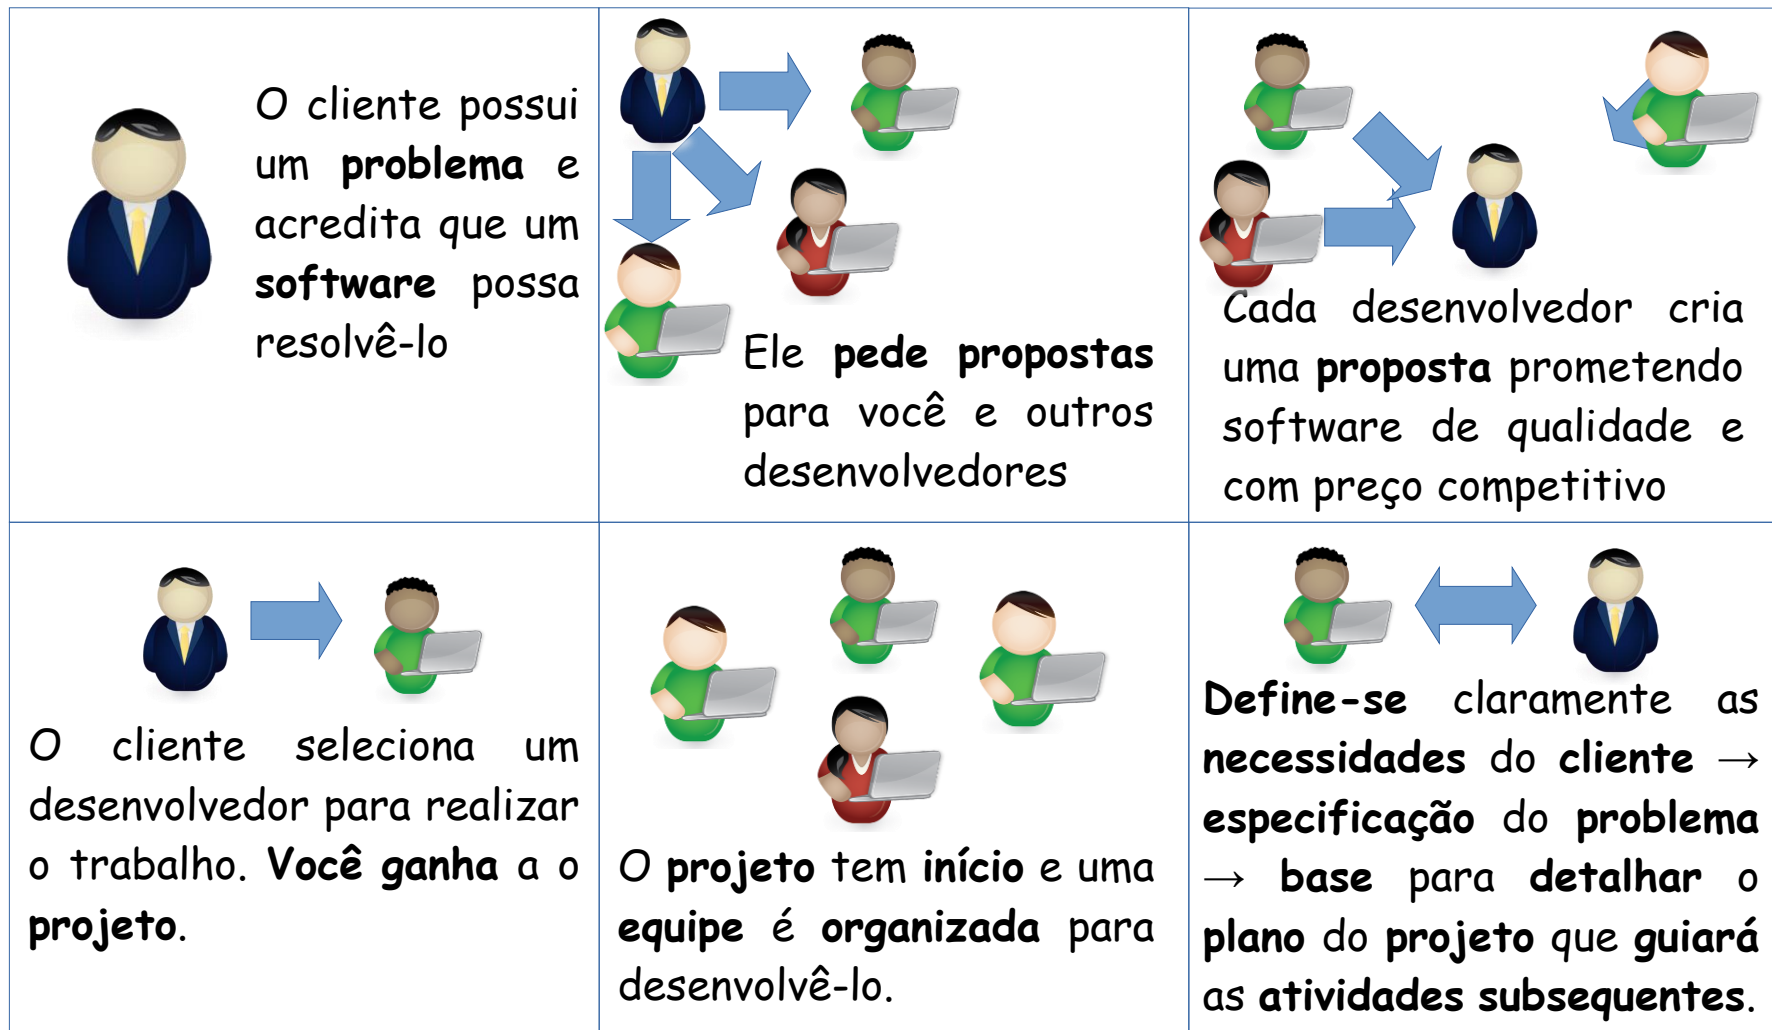 O cliente possui
um problema e
acredita que um
software possa
resolvê-lo
Ele pede propostas
para você e outros
desenvolvedores
Cada desenvolvedor cria
uma proposta prometendo
software de qualidade e
com preço competitivo
O cliente seleciona um
desenvolvedor para realizar
o trabalho. Você ganha a o
projeto.
O projeto tem início e uma
equipe é organizada para
desenvolvê-lo.
Define-se claramente as
necessidades do cliente →
especificação do problema
→ base para detalhar o
plano do projeto que guiará
as atividades subsequentes.